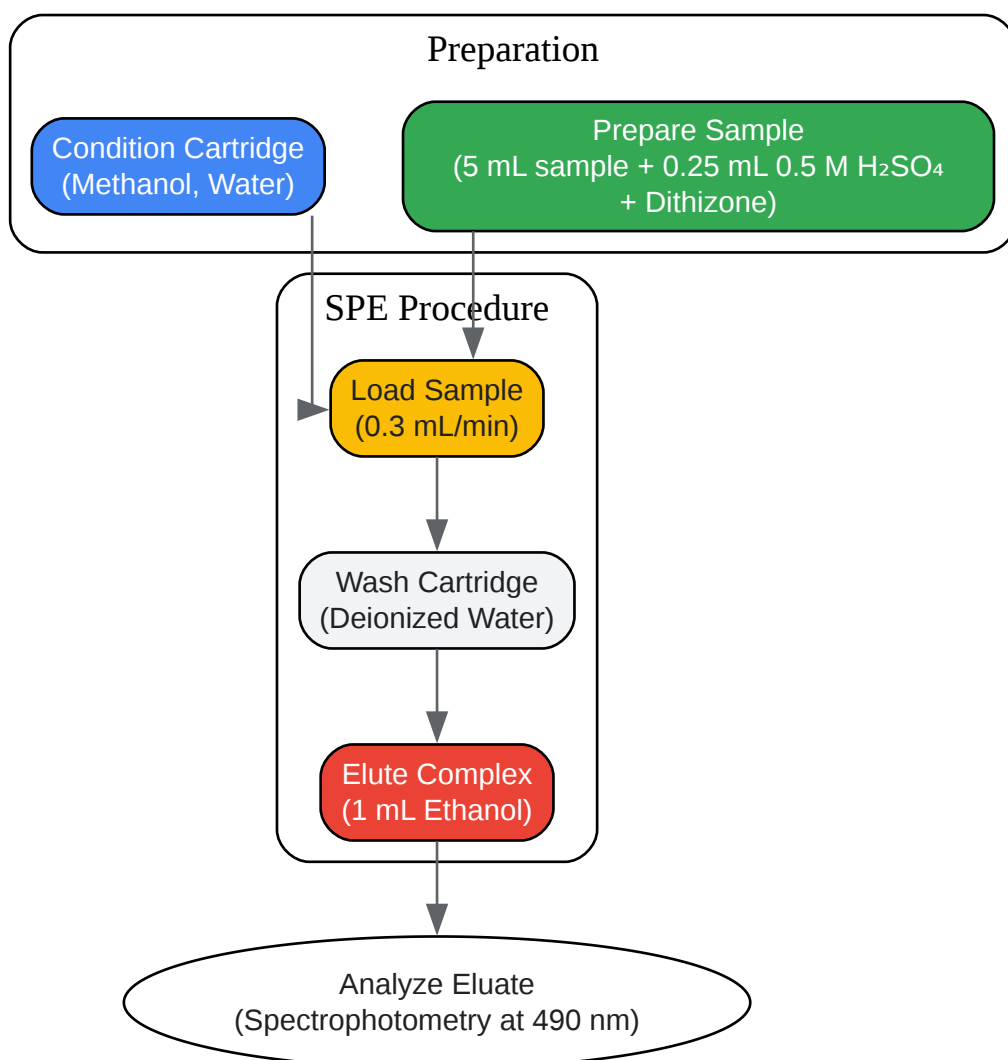 Preparation
Condition Cartridge
(Methanol, Water)
Prepare Sample
(5 mL sample + 0.25 mL 0.5 M H₂SO₄
+ Dithizone)
SPE Procedure
Load Sample
(0.3 mL/min)
Wash Cartridge
(Deionized Water)
Elute Complex
(1 mL Ethanol)
Analyze Eluate
(Spectrophotometry at 490 nm)